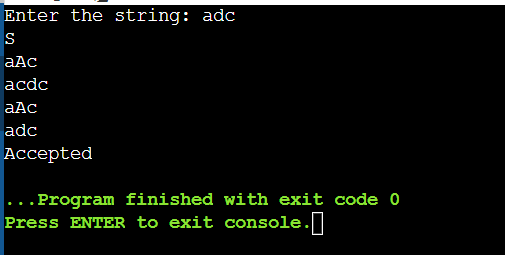 Enter the string: adc
S
aAc
acdc
aAc
adc
Accepted
...Program finished with exit code 0
Press ENTER to exit console.